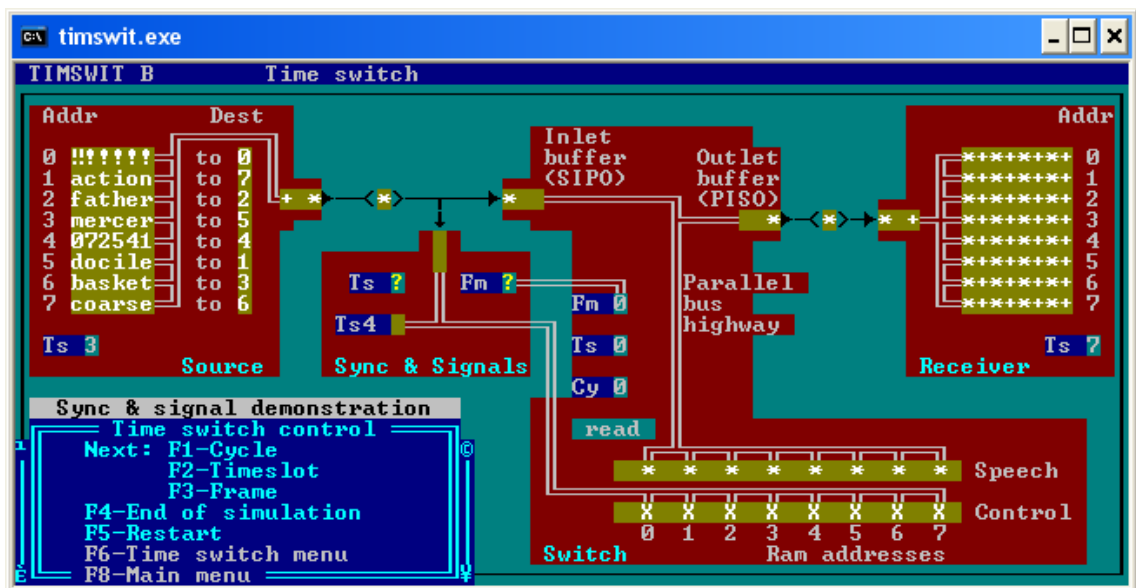 timswit.exe
TIMSWIT B Time switch
Addr Dest Addr
Inlet
buffer
(SIPO)
Outlet
buffer
(PISO)
0 !!!!!! to 0
1 action to 7
2 father to 2
3 mercer to 5
4 072541 to 4
5 docile to 1
6 basket to 3
7 coarse to 6
+ *
<*>
*
*
<*>
* +
*+*+*+*+ 0
*+*+*+*+ 1
*+*+*+*+ 2
*+*+*+*+ 3
*+*+*+*+ 4
*+*+*+*+ 5
*+*+*+*+ 6
*+*+*+*+ 7
Ts 3
Source
Ts ? Fm ?
Ts4
Sync & Signals
Fm 0
Ts 0
Cy 0
Parallel
bus
highway
Ts 7
Receiver
Sync & signal demonstration
Time switch control
Next: F1-Cycle
F2-Timeslot
F3-Frame
F4-End of simulation
F5-Restart
F6-Time switch menu
F8-Main menu
read
* * * * * * * * Speech
X X X X X X X X Control
0 1 2 3 4 5 6 7
Switch Ram addresses